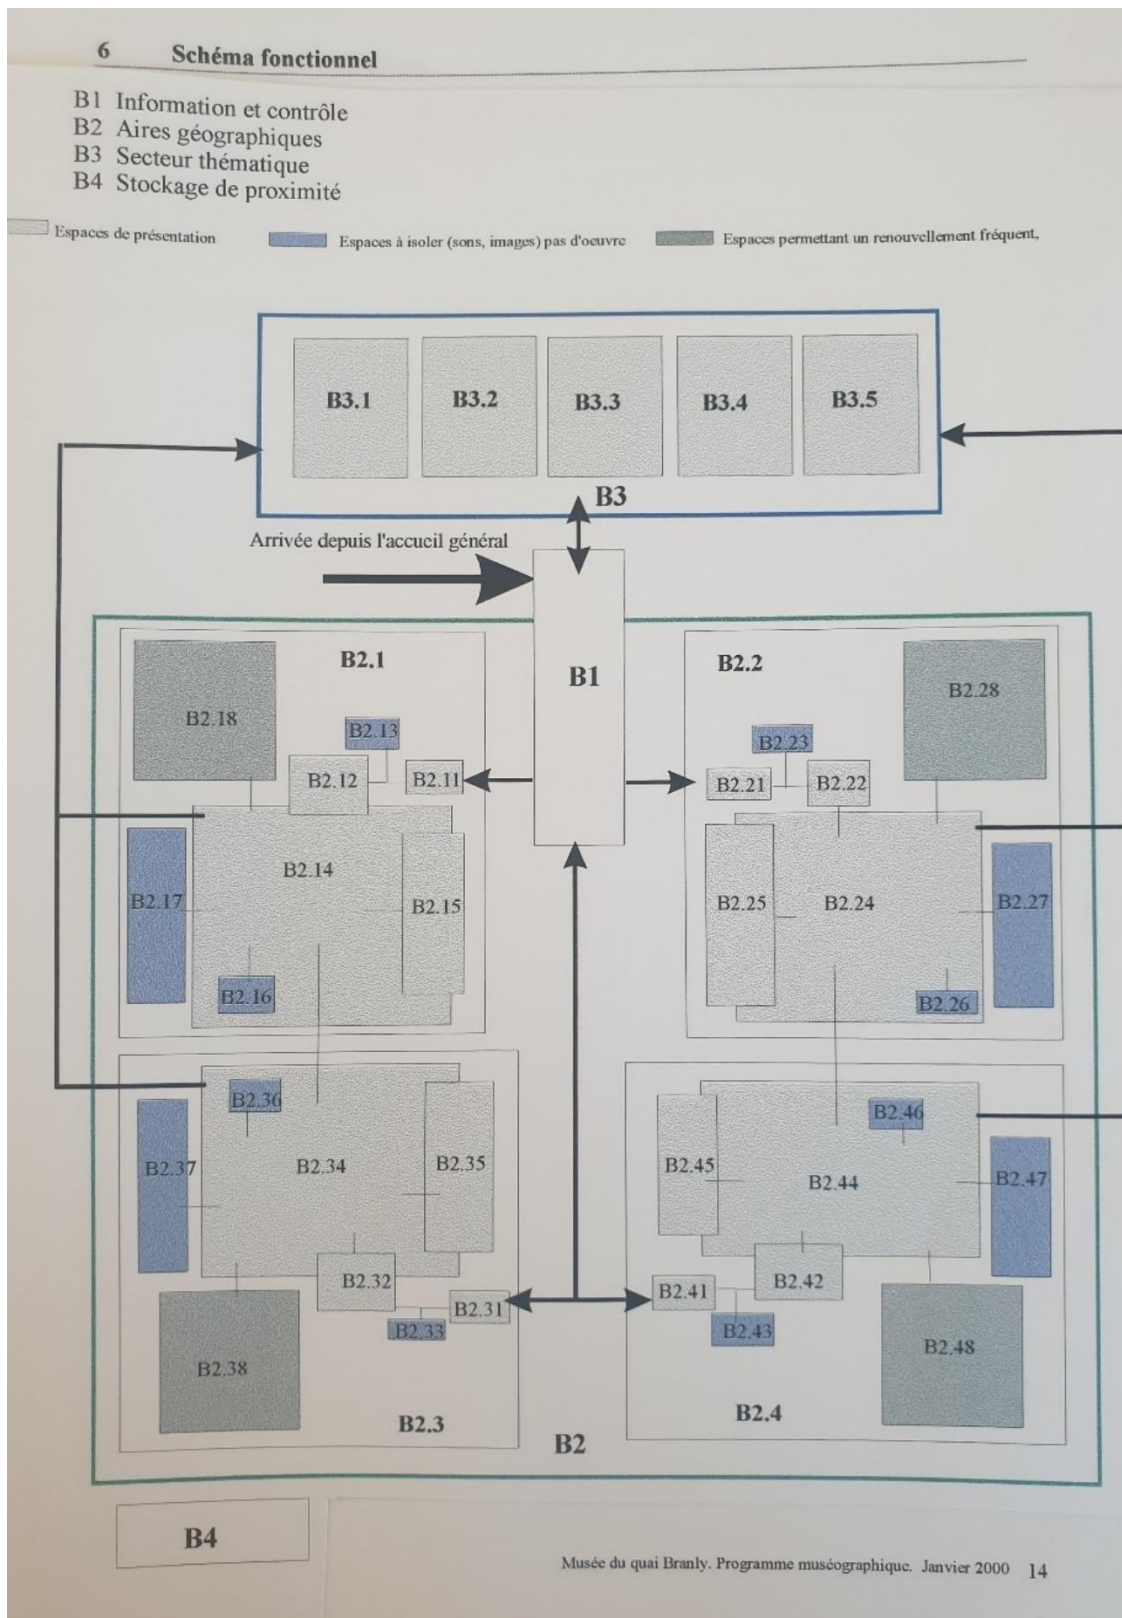 6 Schéma fonctionnel
B1 Information et contrôle
B2 Aires géographiques
B3 Secteur thématique
B4 Stockage de proximité
Espaces de présentation Espaces à isoler (sons, images) pas d'oeuvre Espaces permettant un renouvellement fréquent,
B3.1 B3.2 B3.3 B3.4 B3.5
B3
Arrivée depuis l'accueil général
B1
B2.1
B2.18
B2.13
B2.12
B2.11
B2.14
B2.17
B2.15
B2.16
B2.2
B2.28
B2.23
B2.21
B2.22
B2.25
B2.24
B2.27
B2.26
B2.36
B2.37
B2.34
B2.35
B2.32
B2.31
B2.33
B2.38
B2.3
B2.46
B2.45
B2.44
B2.47
B2.41
B2.42
B2.43
B2.48
B2.4
B2
B4
Musée du quai Branly. Programme muséographique. Janvier 2000 14